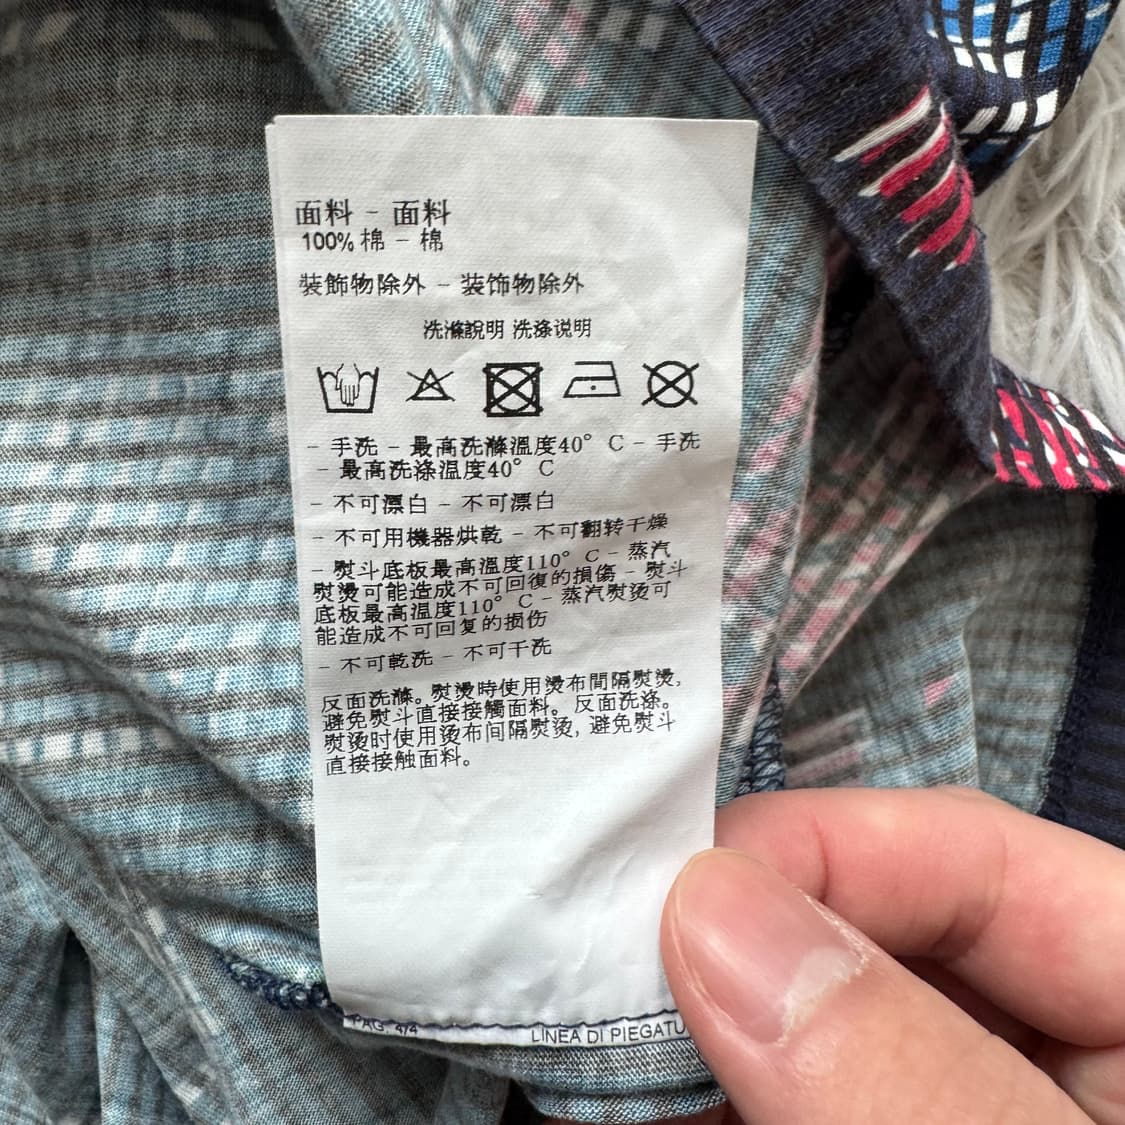 面料 - 面料
100% 棉 - 棉
装飾物除外 - 装饰物除外
洗滌說明 洗涤说明
- 手洗 - 最高洗滌溫度40° C - 手洗
- 最高洗涤温度40° C
- 不可漂白 - 不可漂白
- 不可用機器烘乾 - 不可翻转干燥
- 熨斗底板最高溫度110° C - 蒸汽
熨燙可能造成不可回復的損傷 - 熨斗
底板最高温度110° C - 蒸汽熨烫可
能造成不可回复的损伤
- 不可乾洗 - 不可干洗
反面洗滌。熨燙時使用燙布間隔熨燙,
避免熨斗直接接觸面料。反面洗涤。
熨烫时使用烫布间隔熨烫, 避免熨斗
直接接触面料。
PAG. 4/4 LINEA DI PIEGATU